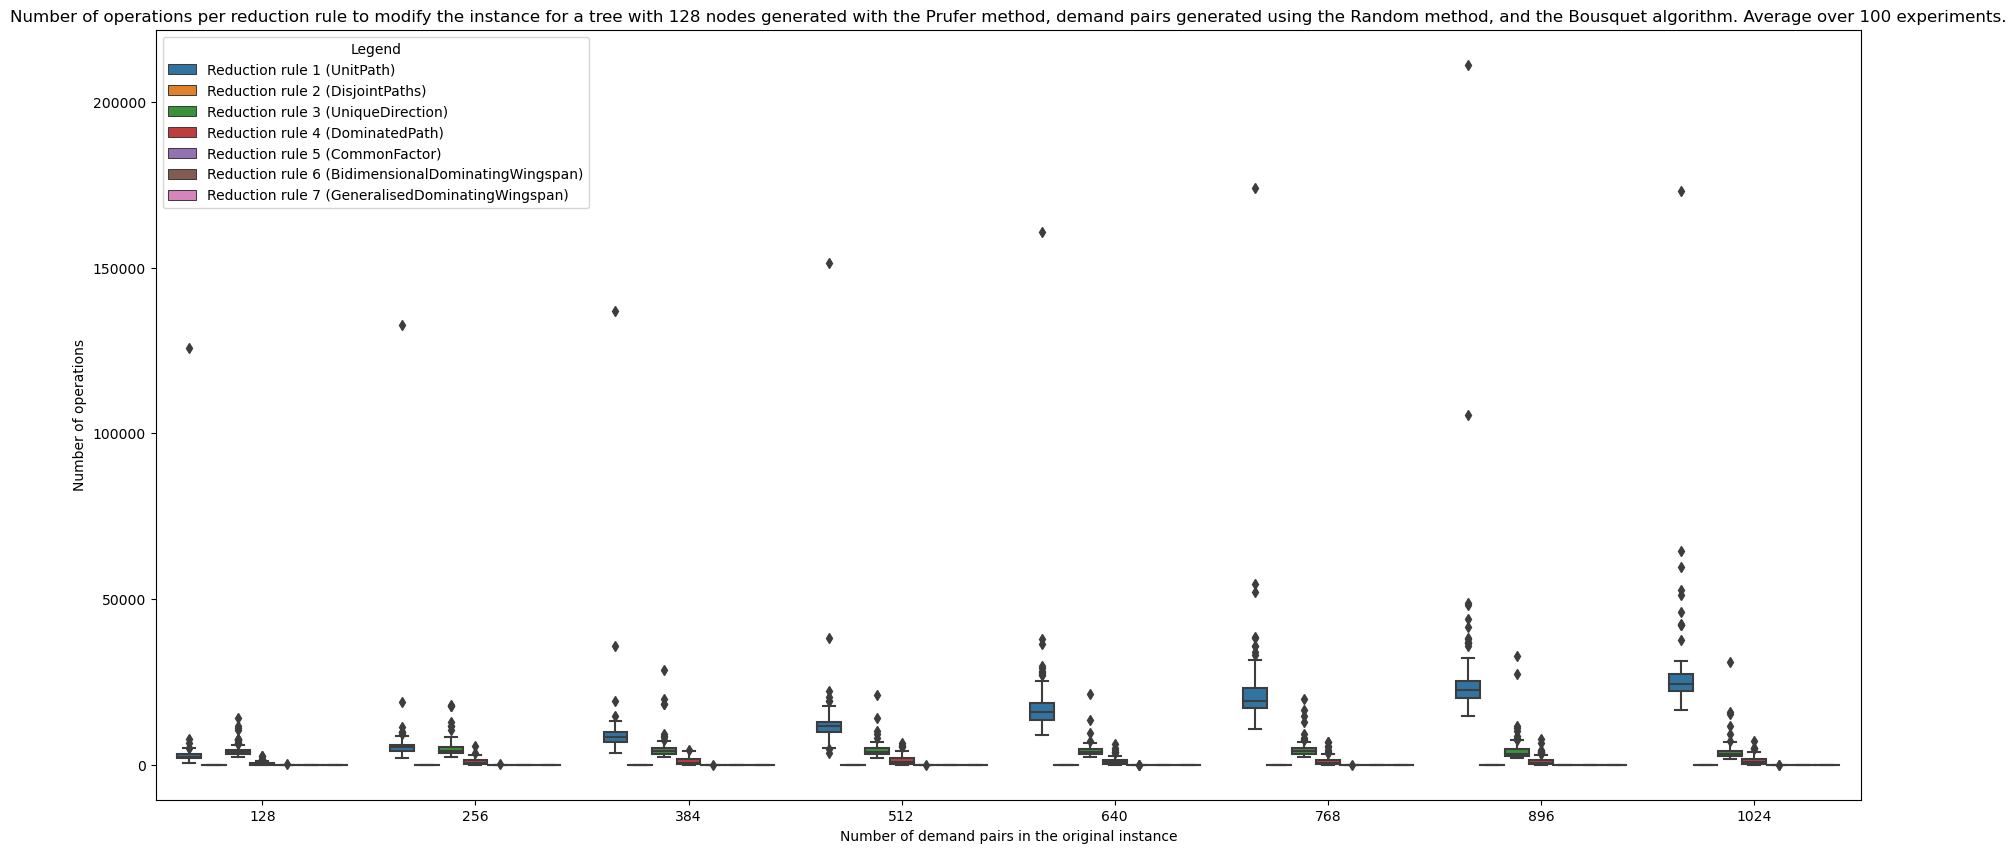 Number of operations per reduction rule to modify the instance for a tree with 128 nodes generated with the Prufer method, demand pairs generated using the Random method, and the Bousquet algorithm. Average over 100 experiments.
Legend
Reduction rule 1 (UnitPath)
Reduction rule 2 (DisjointPaths)
Reduction rule 3 (UniqueDirection)
Reduction rule 4 (DominatedPath)
Reduction rule 5 (CommonFactor)
Reduction rule 6 (BidimensionalDominatingWingspan)
Reduction rule 7 (GeneralisedDominatingWingspan)
Number of operations
200000
150000
100000
50000
0
128 256 384 512 640 768 896 1024
Number of demand pairs in the original instance